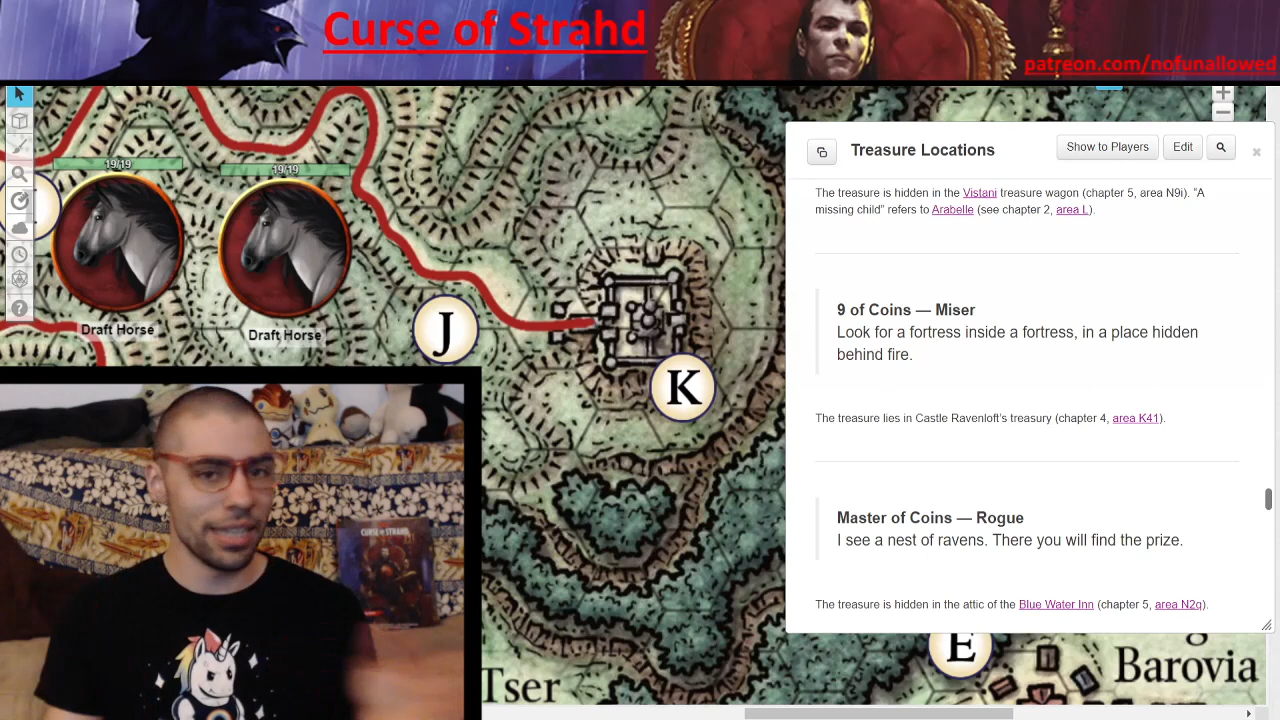 Curse of Strahd
patreon.com/nofunallowed
19/19
19/19
Draft Horse
Draft Horse
J
K
Treasure Locations
Show to Players
Edit
The treasure is hidden in the Vistani treasure wagon (chapter 5, area N9i). "A
missing child" refers to Arabelle (see chapter 2, area L).
9 of Coins — Miser
Look for a fortress inside a fortress, in a place hidden
behind fire.
The treasure lies in Castle Ravenloft's treasury (chapter 4, area K41).
Master of Coins — Rogue
I see a nest of ravens. There you will find the prize.
The treasure is hidden in the attic of the Blue Water Inn (chapter 5, area N2q).
CURSE OF STRAHD
E
Barovia
Tser